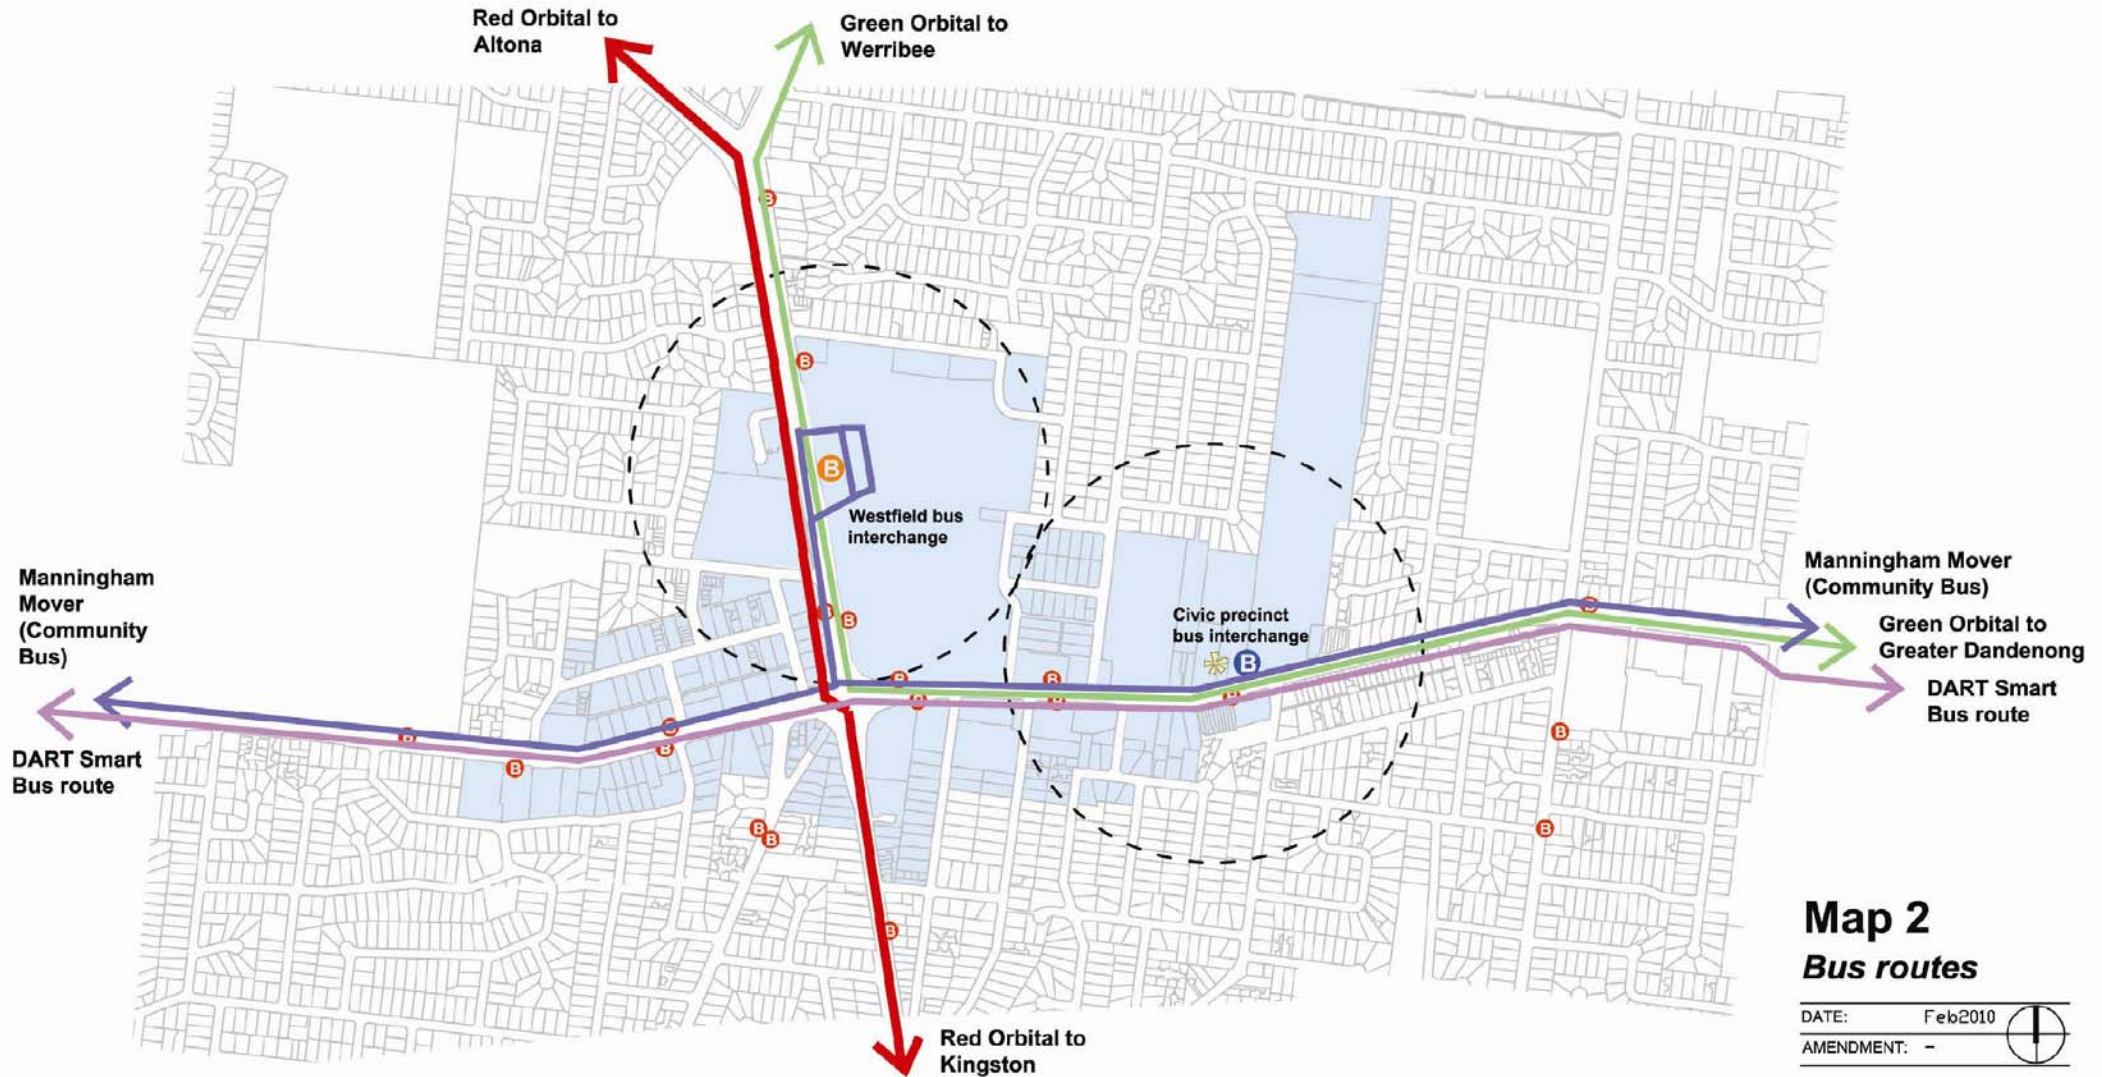 Red Orbital to
Altona
Green Orbital to
Werribee
B
B
B
Westfield bus
interchange
Manningham
Mover
(Community
Bus)
Manningham Mover
(Community Bus)
B
Civic precinct
bus interchange
B
B
B
Green Orbital to
Greater Dandenong
B
B
B
B
B
DART Smart
Bus route
B
B
B
B
B
DART Smart
Bus route
B
B
B
B
B
Map 2
Bus routes
DATE: Feb2010
AMENDMENT: -
Red Orbital to
Kingston